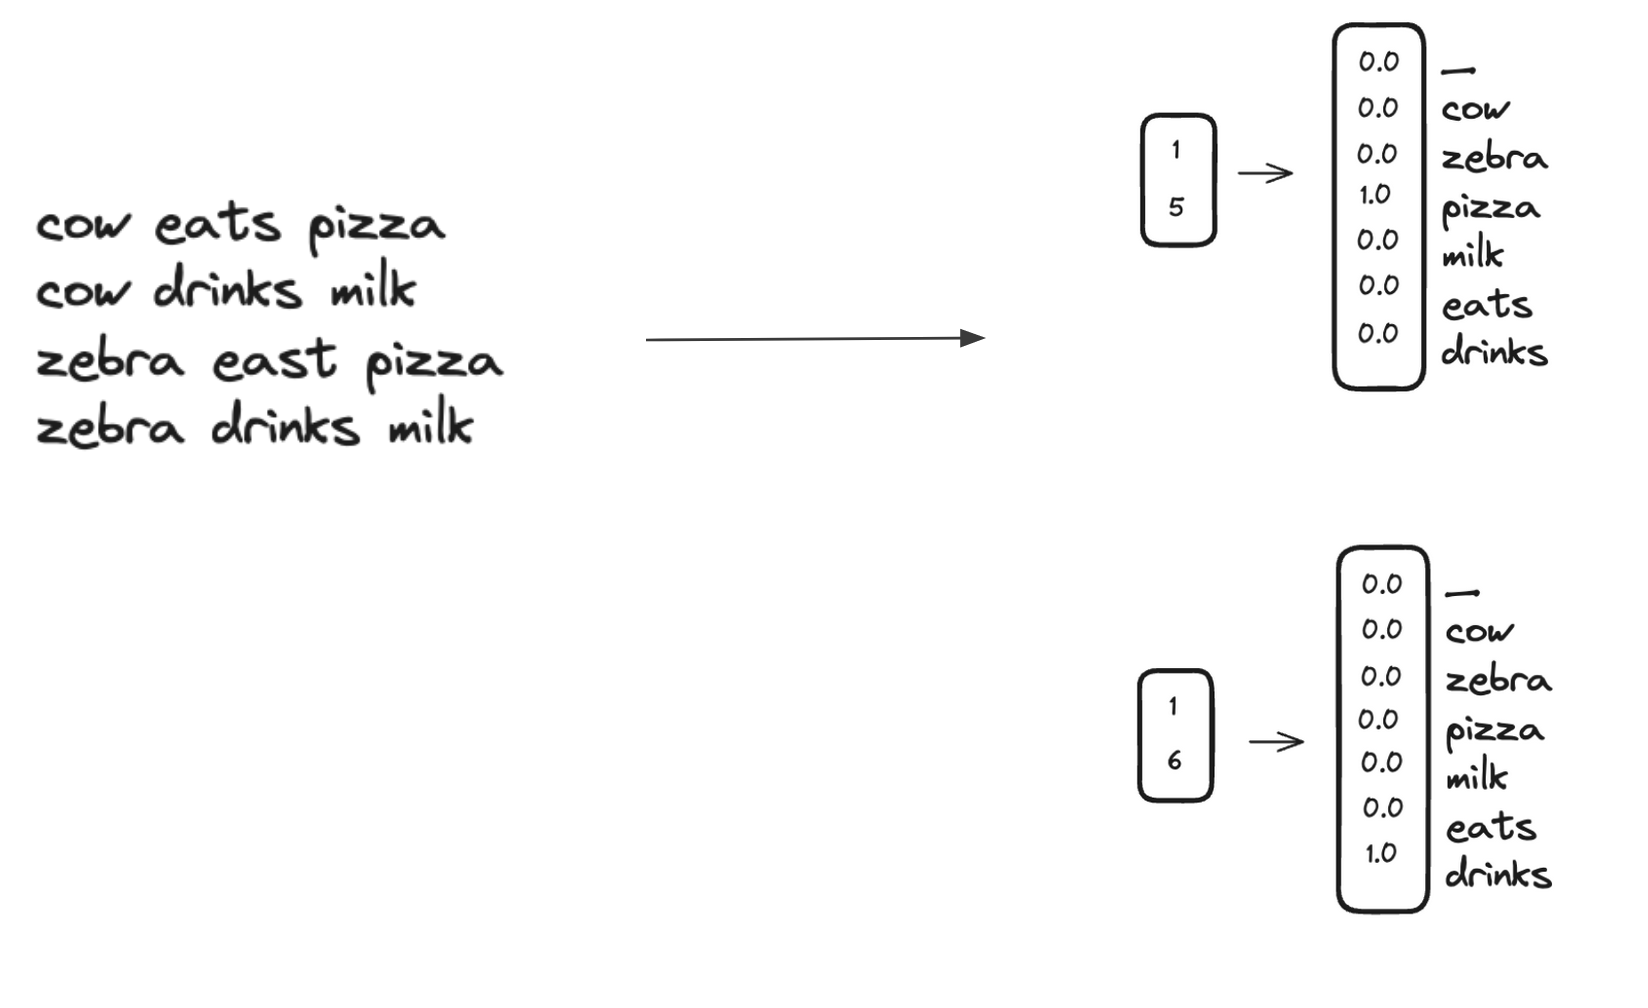 cow eats pizza
cow drinks milk
zebra east pizza
zebra drinks milk
1
5
0.0 —
0.0 cow
0.0 zebra
1.0 pizza
0.0 milk
0.0 eats
0.0 drinks
1
6
0.0 —
0.0 cow
0.0 zebra
0.0 pizza
0.0 milk
0.0 eats
1.0 drinks